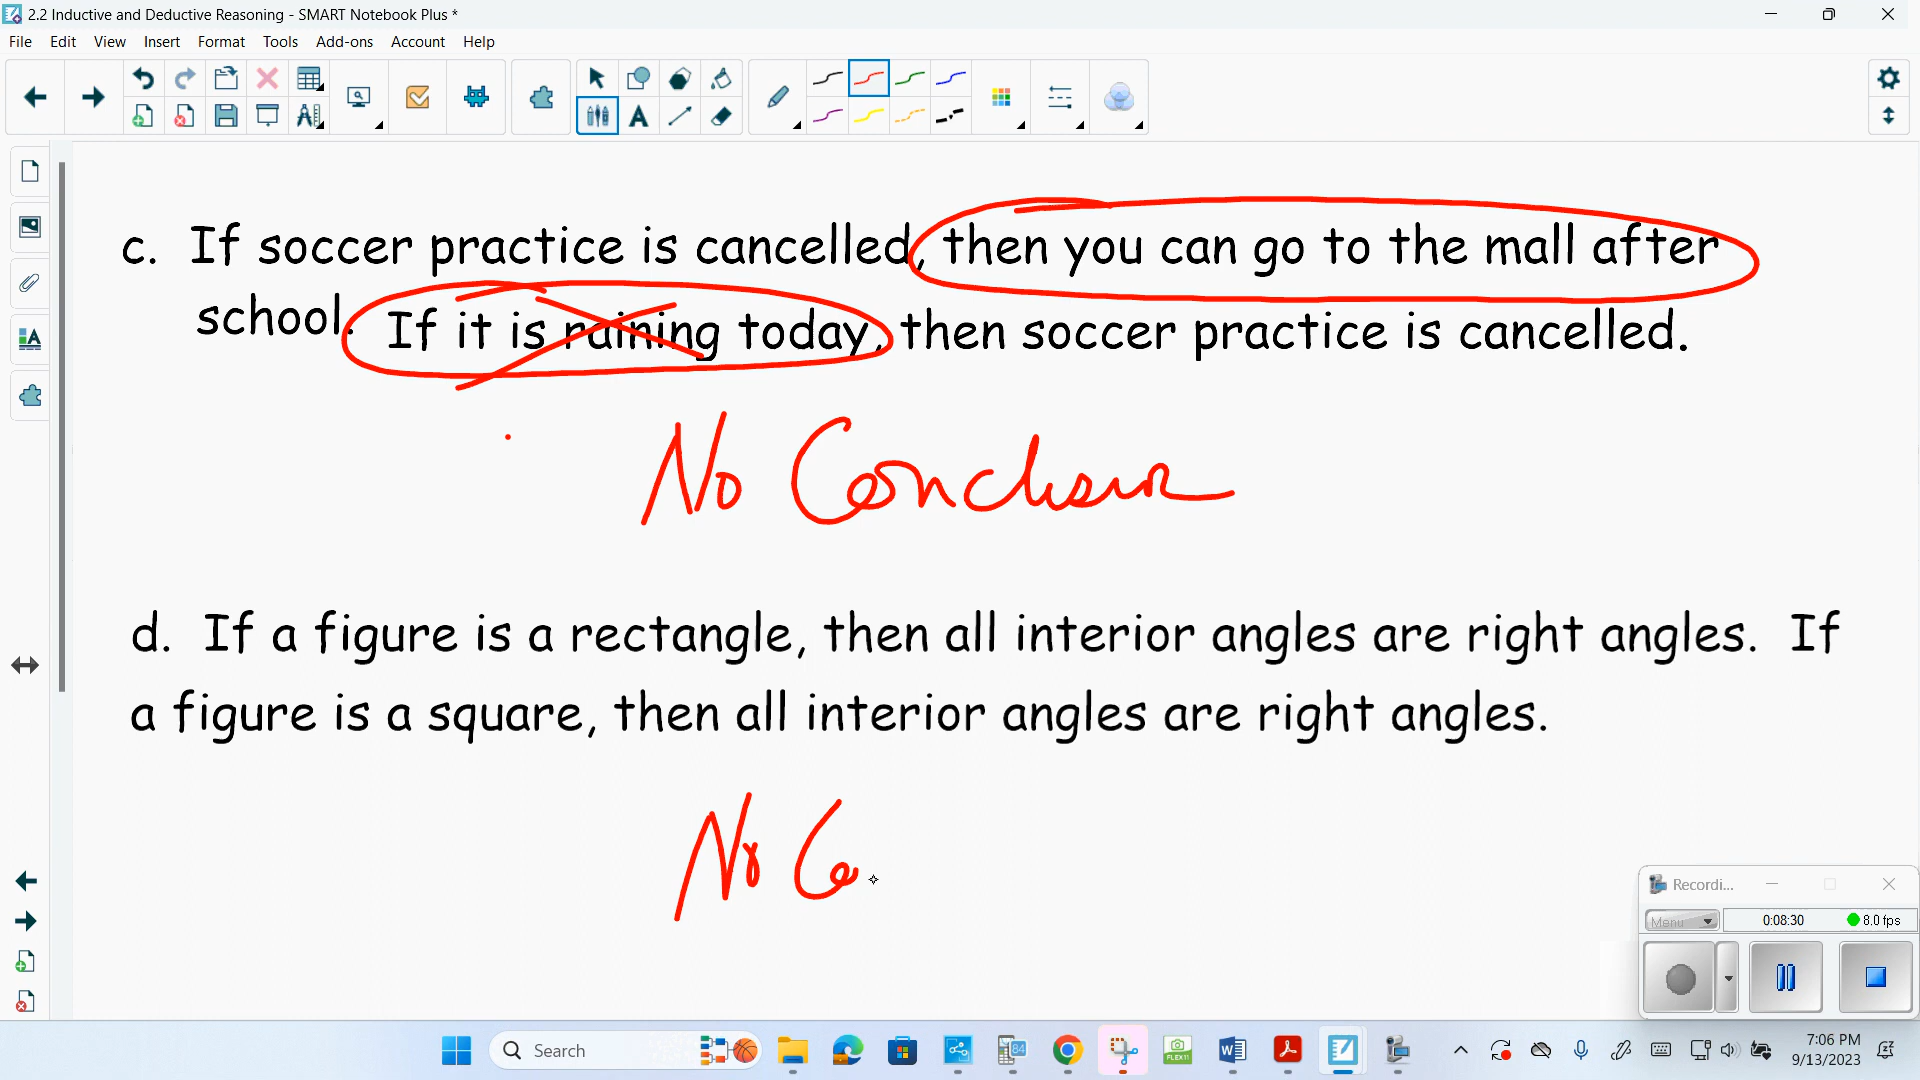 2.2 Inductive and Deductive Reasoning - SMART Notebook Plus *
File Edit View Insert Format Tools Add-ons Account Help
c. If soccer practice is cancelled, then you can go to the mall after
school. If it is raining today, then soccer practice is cancelled.
No Conclusion
d. If a figure is a rectangle, then all interior angles are right angles. If
a figure is a square, then all interior angles are right angles.
No Co
Recordi...
Menu 0:08:30 8.0 fps
Search
84
FLEX11
7:06 PM
9/13/2023